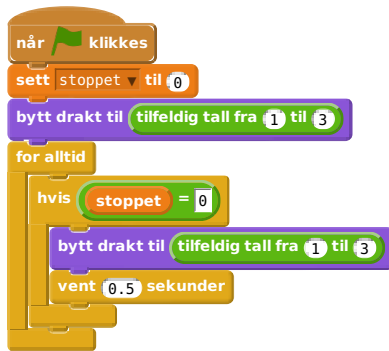 når klikkes
sett stoppet til 0
bytt drakt til tilfeldig tall fra 1 til 3
for alltid
hvis stoppet = 0
bytt drakt til tilfeldig tall fra 1 til 3
vent 0.5 sekunder